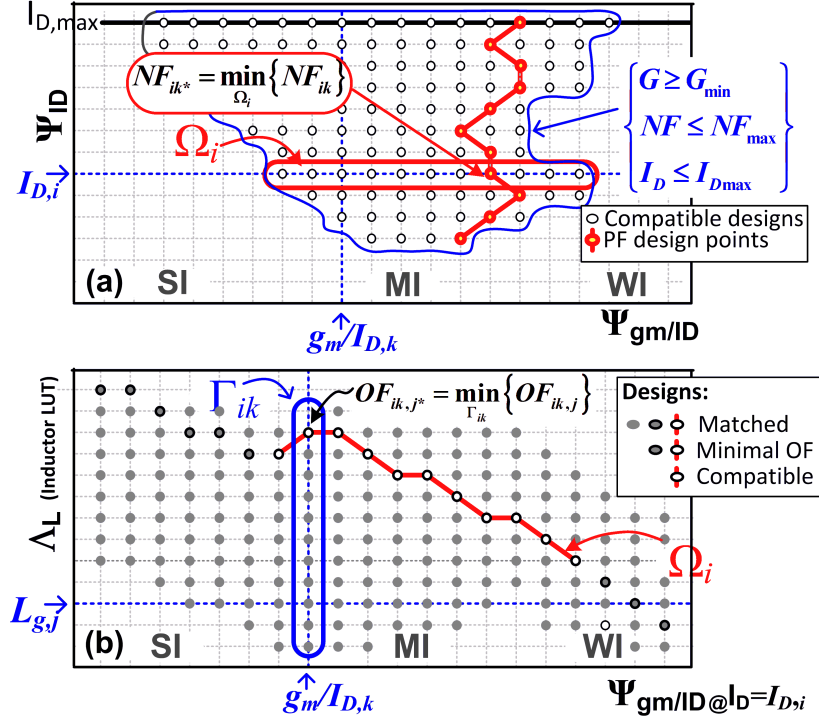 I_D,max
Ψ_ID
NF_ik* = min_Ω_i {NF_ik}
G ≥ G_min
NF ≤ NF_max
I_D ≤ I_Dmax
Ω_i
I_D,i
Compatible designs
PF design points
(a)
SI
MI
WI
g_m/I_D,k
Ψ_gm/ID
Γ_ik
OF_ik,j* = min_Γ_ik {OF_ik,j}
Designs:
Matched
Minimal OF
Compatible
Λ_L (Inductor LUT)
Ω_i
L_g,j
(b)
SI
MI
WI
g_m/I_D,k
Ψ_gm/ID@I_D=I_D,i